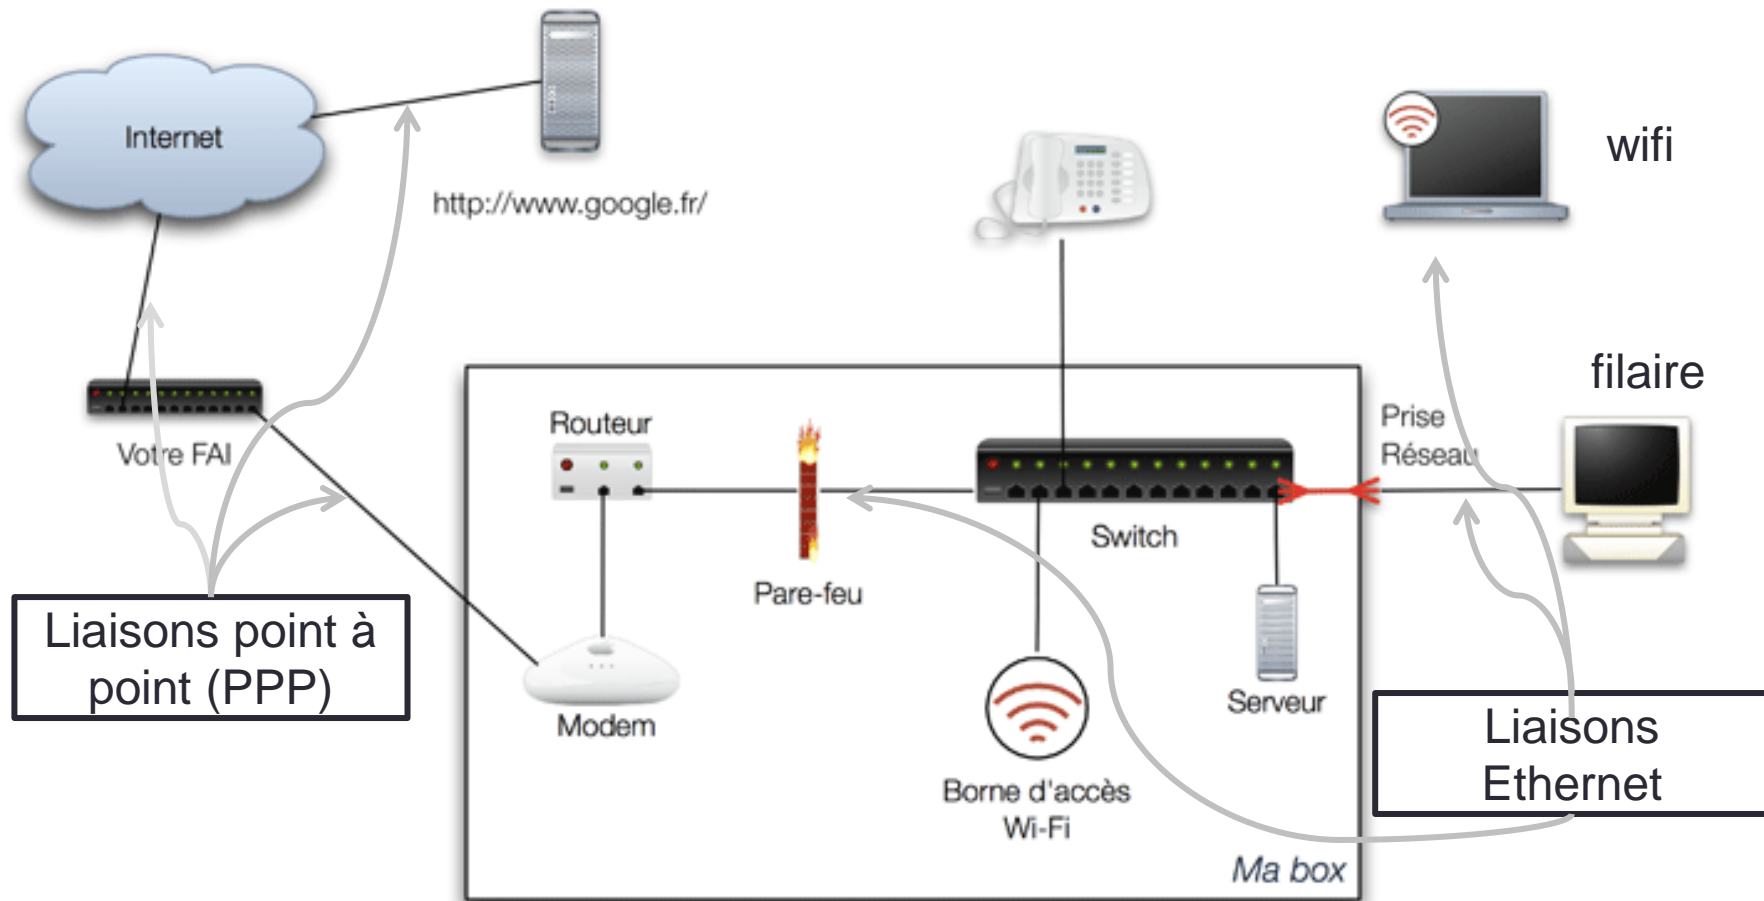 Internet
http://www.google.fr/
wifi
filaire
Votre FAI
Routeur
Prise
Réseau
Switch
Pare-feu
Liaisons point à
point (PPP)
Modem
Serveur
Liaisons
Ethernet
Borne d'accès
Wi-Fi
Ma box